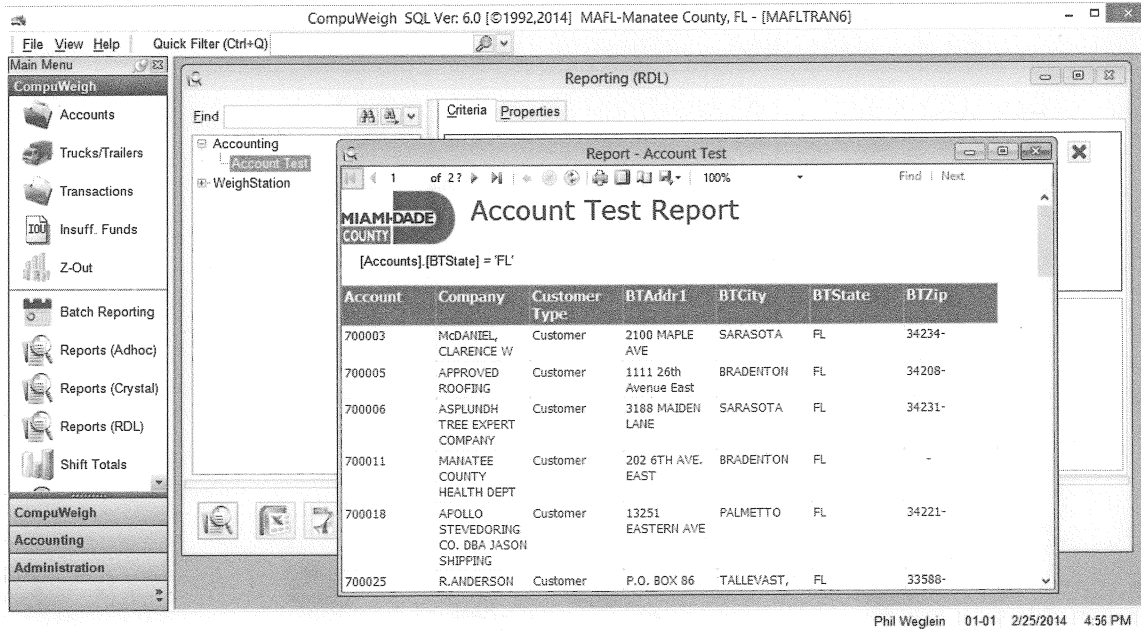 CompuWeigh SQL Ver: 6.0 [©1992,2014] MAFL-Manatee County, FL - [MAFLTRAN6]
File View Help Quick Filter (Ctrl+Q)
Main Menu
CompuWeigh
Accounts
Trucks/Trailers
Transactions
IOU Insuff. Funds
Z-Out
Batch Reporting
Reports (Adhoc)
Reports (Crystal)
Reports (RDL)
Shift Totals
CompuWeigh
Accounting
Administration
Reporting (RDL)
Find
Criteria Properties
Accounting
Account Test
WeighStation
Report - Account Test
1 of 2? 100% Find | Next
MIAMI-DADE
COUNTY
Account Test Report
[Accounts].[BTState] = 'FL'
Account Company Customer Type BTAddr1 BTCity BTState BTZip
700003 McDANIEL, CLARENCE W Customer 2100 MAPLE AVE SARASOTA FL 34234-
700005 APPROVED ROOFING Customer 1111 26th Avenue East BRADENTON FL 34208-
700006 ASPLUNDH TREE EXPERT COMPANY Customer 3188 MAIDEN LANE SARASOTA FL 34231-
700011 MANATEE COUNTY HEALTH DEPT Customer 202 6TH AVE. EAST BRADENTON FL -
700018 APOLLO STEVEDORING CO. DBA JASON SHIPPING Customer 13251 EASTERN AVE PALMETTO FL 34221-
700025 R.ANDERSON Customer P.O. BOX 86 TALLEVAST, FL 33588-
Phil Weglein 01-01 2/25/2014 4:56 PM